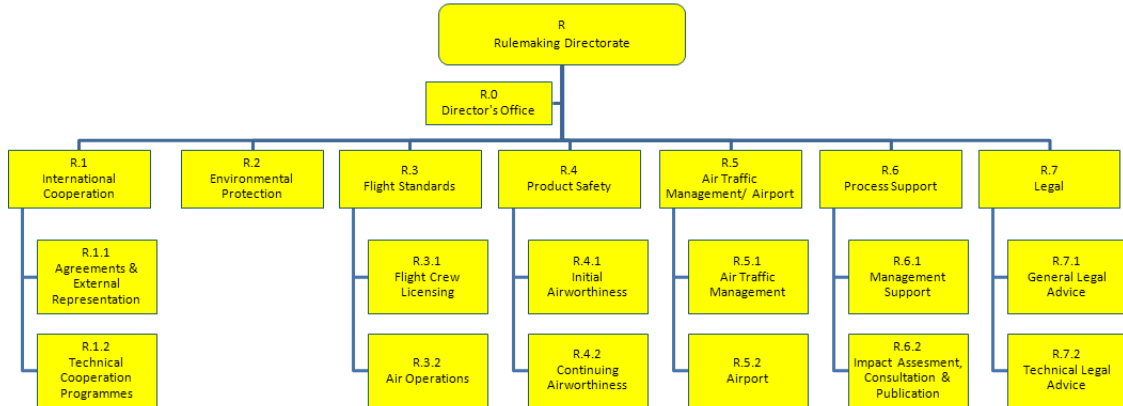 R
Rulemaking Directorate
R.0
Director's Office
R.1
International
Cooperation
R.2
Environmental
Protection
R.3
Flight Standards
R.4
Product Safety
R.5
Air Traffic
Management/ Airport
R.6
Process Support
R.7
Legal
R.1.1
Agreements &
External
Representation
R.3.1
Flight Crew
Licensing
R.4.1
Initial
Airworthiness
R.5.1
Air Traffic
Management
R.6.1
Management
Support
R.7.1
General Legal
Advice
R.1.2
Technical
Cooperation
Programmes
R.3.2
Air Operations
R.4.2
Continuing
Airworthiness
R.5.2
Airport
R.6.2
Impact Assesment,
Consultation &
Publication
R.7.2
Technical Legal
Advice